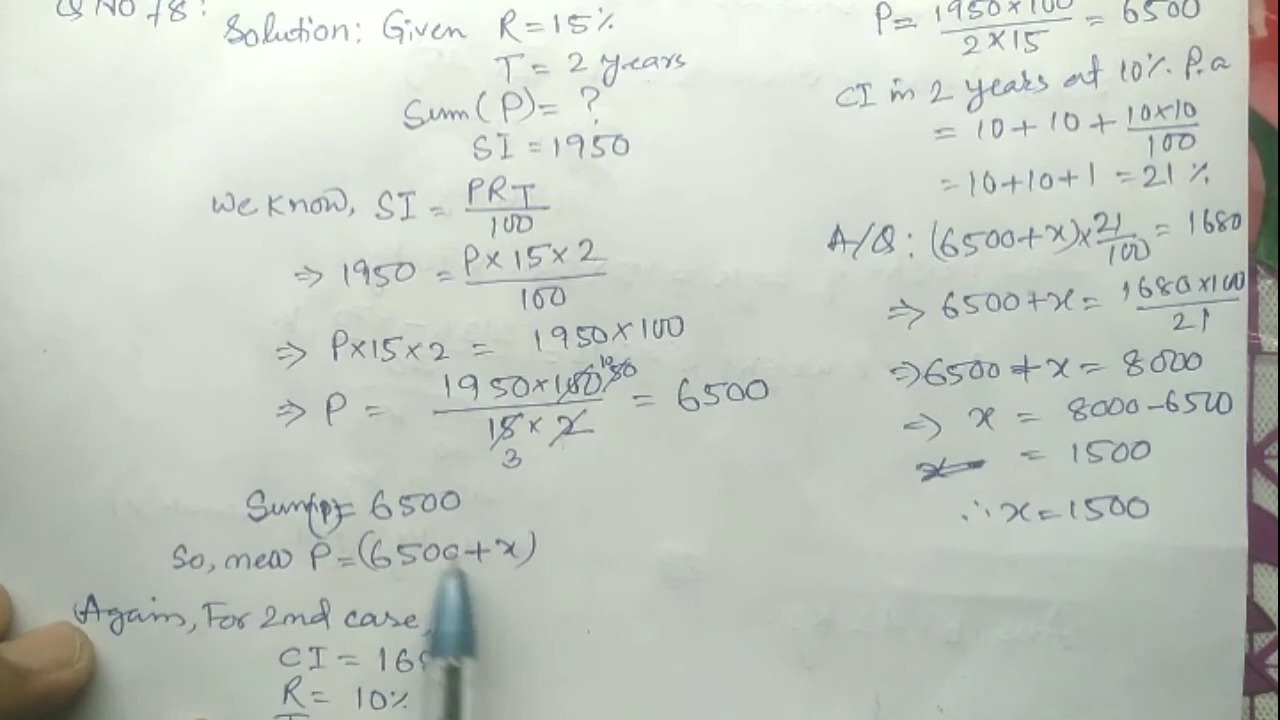 Q No 78:
Solution: Given R = 15%
T = 2 years
Sum(P) = ?
SI = 1950
We know, SI = PRT/100
⇒ 1950 = P×15×2/100
⇒ P×15×2 = 1950×100
⇒ P = 1950×100/15×2 = 6500
10 50
3
Sum(P) = 6500
So, new P = (6500+x)
Again, For 2nd case,
CI = 16
R = 10%
P = 1950×100/2×15 = 6500
CI in 2 years at 10% P.a
= 10+10+ 10×10/100
= 10+10+1 = 21%
A/Q: (6500+x)×21/100 = 1680
⇒ 6500+x = 1680×100/21
⇒ 6500+x = 8000
⇒ x = 8000-6500
x = 1500
∴ x = 1500